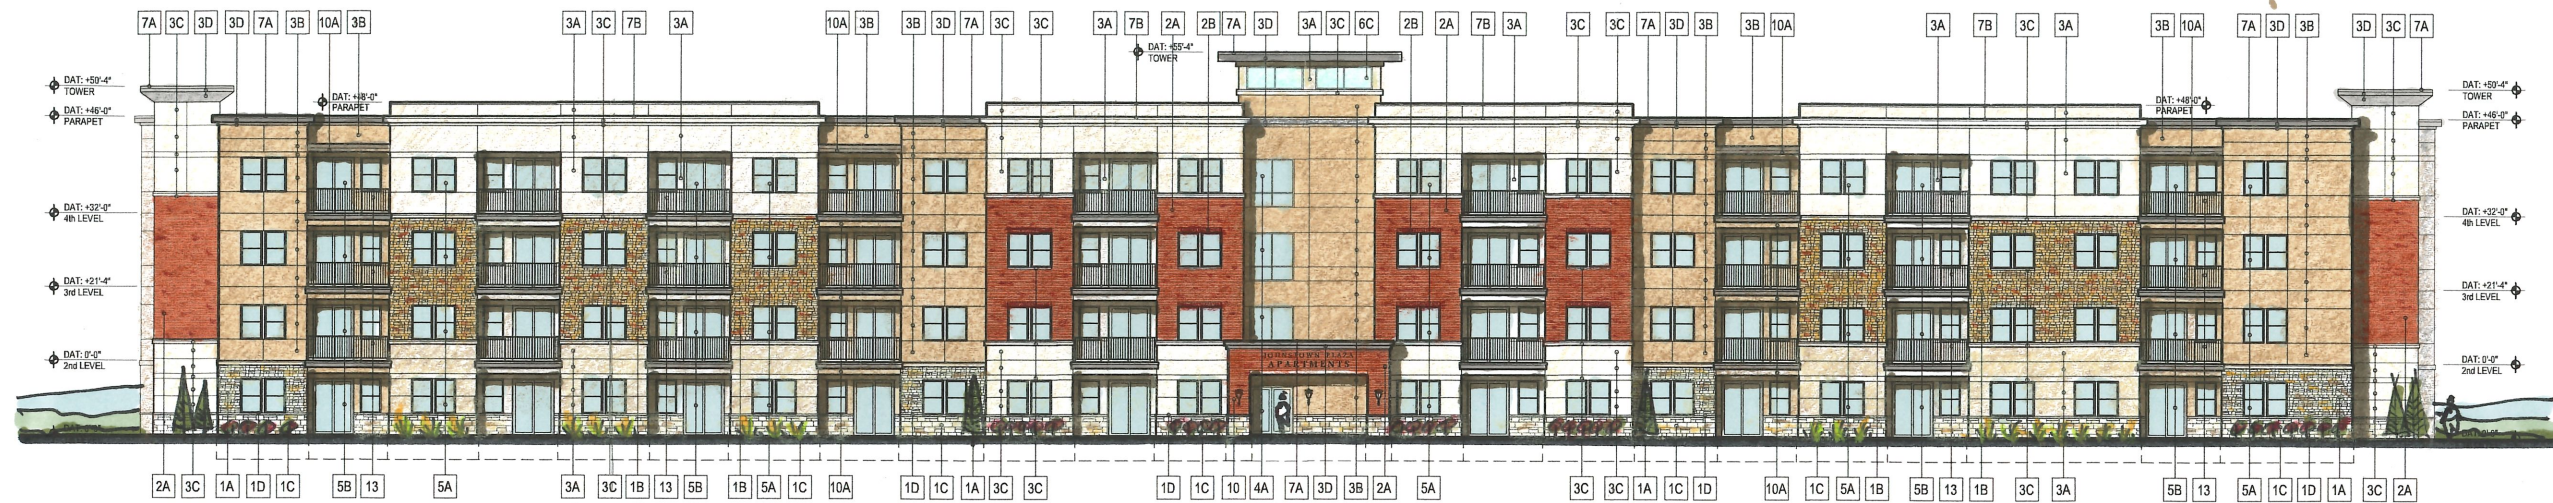 7A 3C 3D 3D 7A 3B 10A 3B 3A 3C 7B 3A 10A 3B 3B 3D 7A 3C 3C 3A 7B 2A 2B 7A 3D 3A 3C 6C 2B 2A 7B 3A 3C 3C 7A 3D 3B 3B 10A 3A 7B 3C 3A 3B 10A 7A 3D 3B 3D 3C 7A
DAT: +55'-4"
TOWER
DAT: +50'-4"
TOWER
DAT: +50'-4"
TOWER
DAT: +48'-0"
PARAPET
DAT: +48'-0"
PARAPET
DAT: +46'-0"
PARAPET
DAT: +46'-0"
PARAPET
DAT: +32'-0"
4th LEVEL
DAT: +32'-0"
4th LEVEL
DAT: +21'-4"
3rd LEVEL
DAT: +21'-4"
3rd LEVEL
DAT: 0'-0"
2nd LEVEL
DAT: 0'-0"
2nd LEVEL
JOHNSTOWN PLAZA
APARTMENTS
2A 3C 1A 1D 1C 5B 13 5A 3A 3C 1B 13 5B 1B 5A 1C 10A 1D 1C 1A 3C 3C 1D 1C 10 4A 7A 3D 3B 2A 5A 3C 3C 1A 1C 1D 10A 1C 5A 1B 5B 13 1B 3C 3A 5B 13 5A 1C 1D 1A 3C 2A